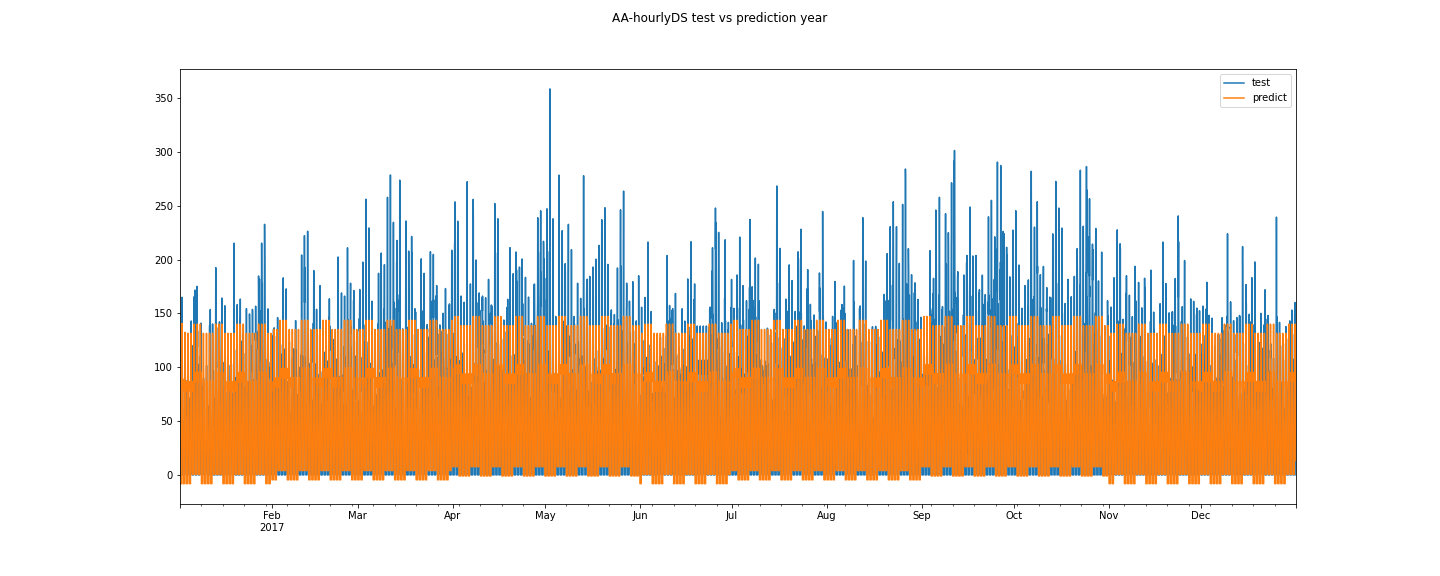 AA-hourlyDS test vs prediction year
test
predict
350
300
250
200
150
100
50
0
Feb
2017
Mar
Apr
May
Jun
Jul
Aug
Sep
Oct
Nov
Dec